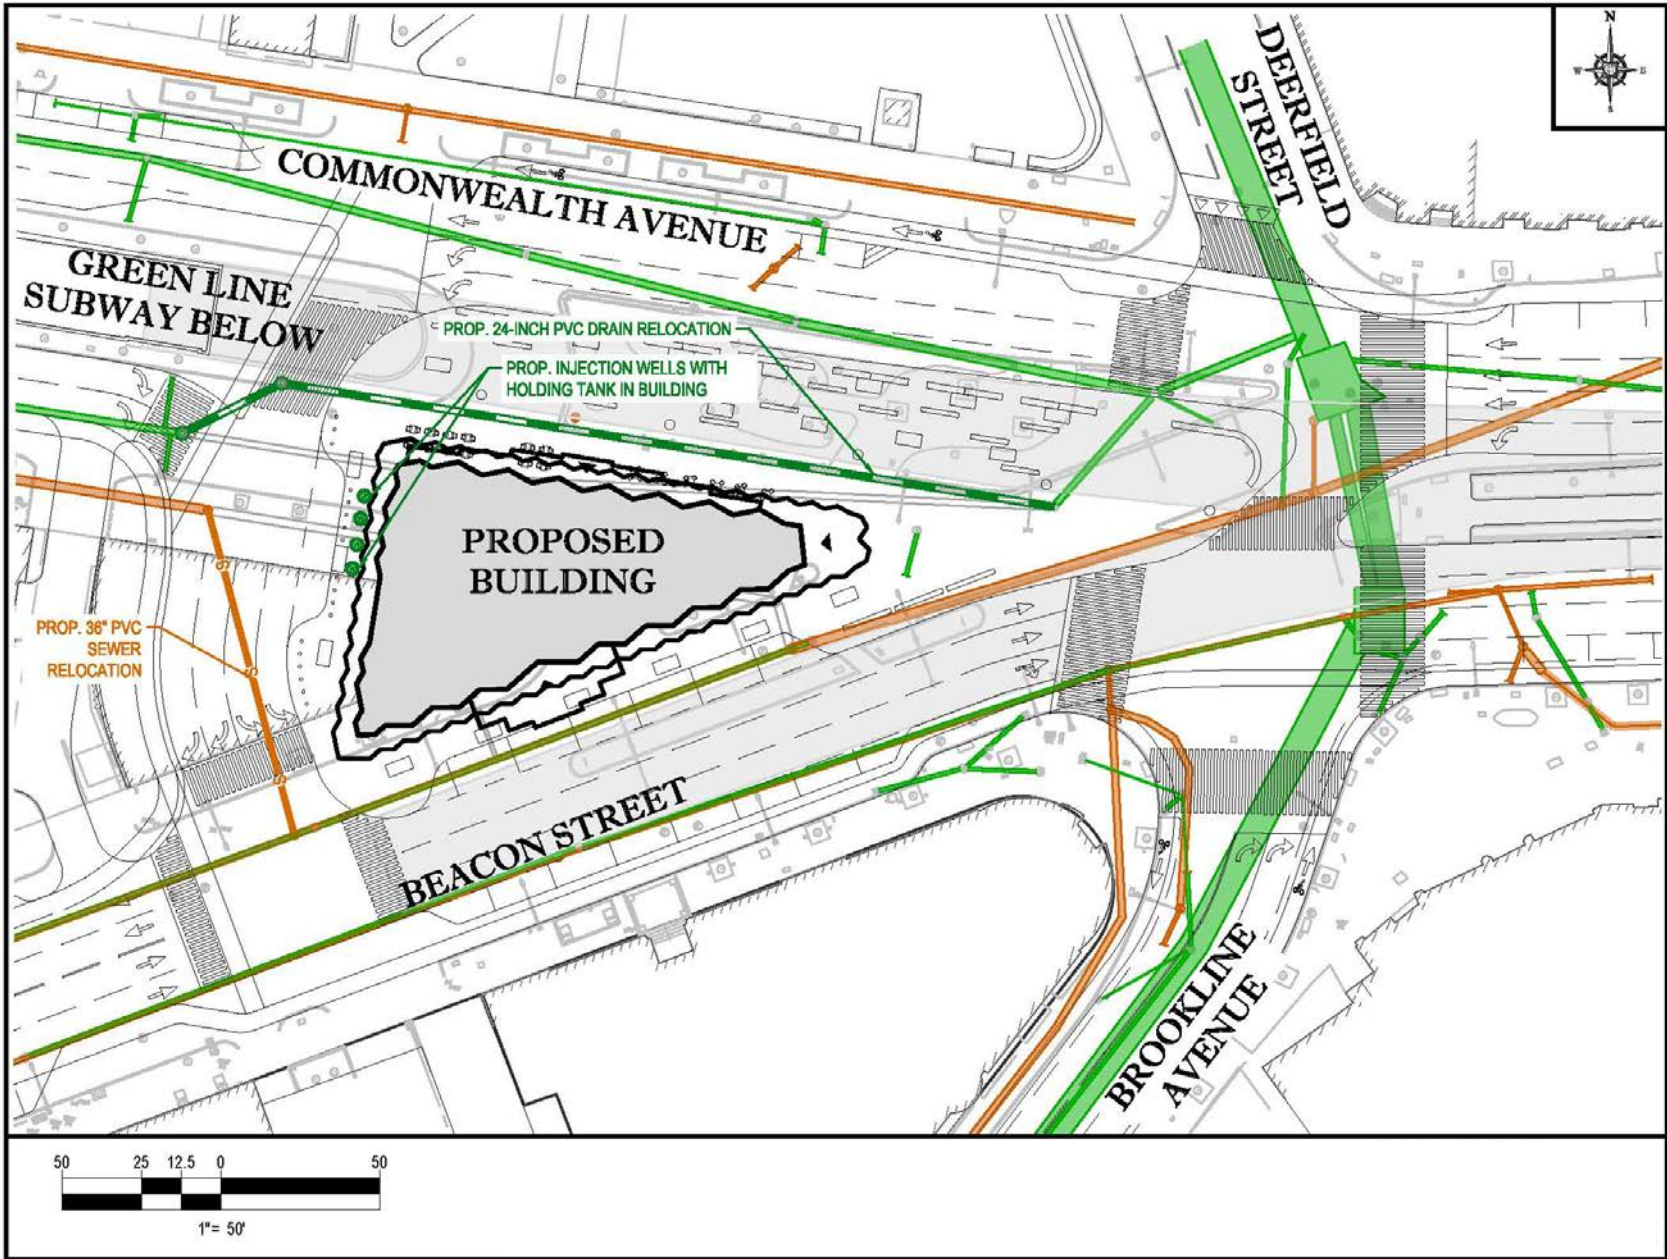 N
W
E
S
DEERFIELD
STREET
COMMONWEALTH AVENUE
GREEN LINE
SUBWAY BELOW
PROP. 24-INCH PVC DRAIN RELOCATION
PROP. INJECTION WELLS WITH
HOLDING TANK IN BUILDING
PROPOSED
BUILDING
PROP. 36" PVC
SEWER
RELOCATION
S
S
S
BEACON STREET
BROOKLINE
AVENUE
50 25 12.5 0 50
1"= 50'